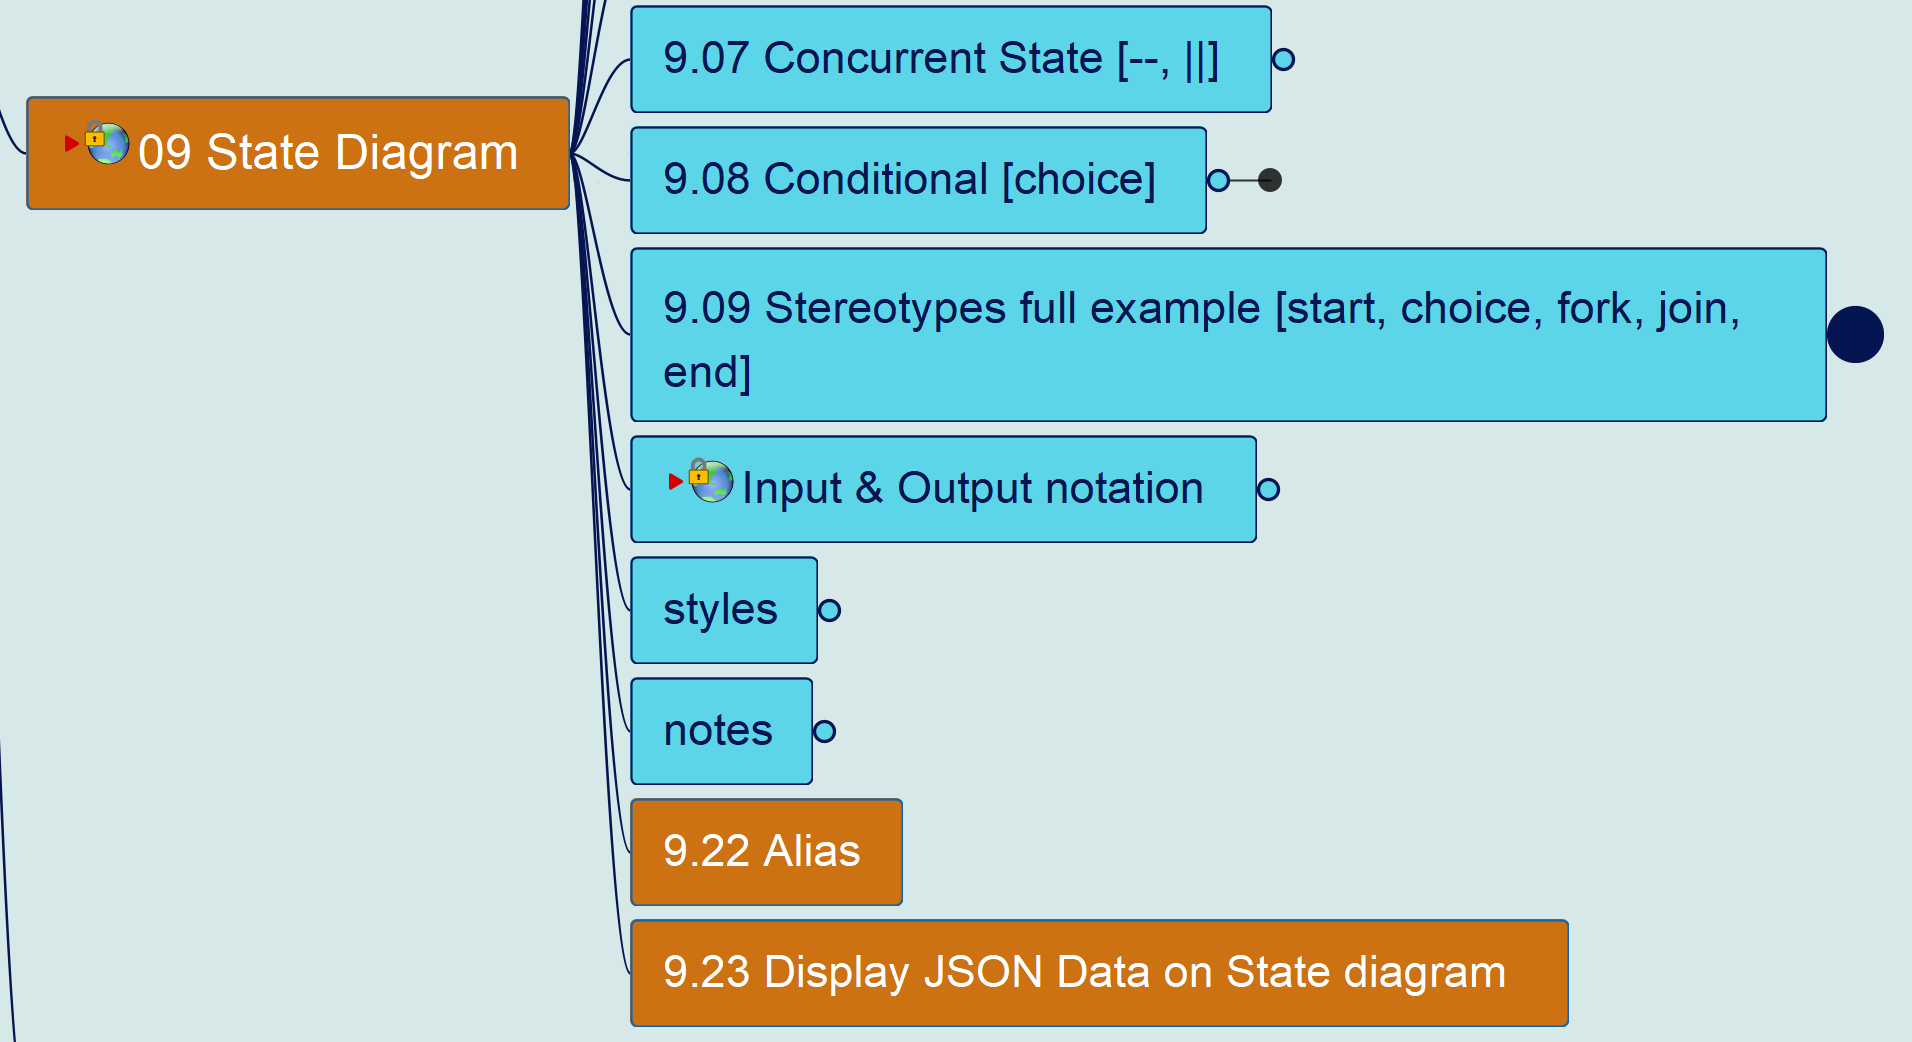 09 State Diagram
9.07 Concurrent State [--, ||]
9.08 Conditional [choice]
9.09 Stereotypes full example [start, choice, fork, join,
end]
Input & Output notation
styles
notes
9.22 Alias
9.23 Display JSON Data on State diagram